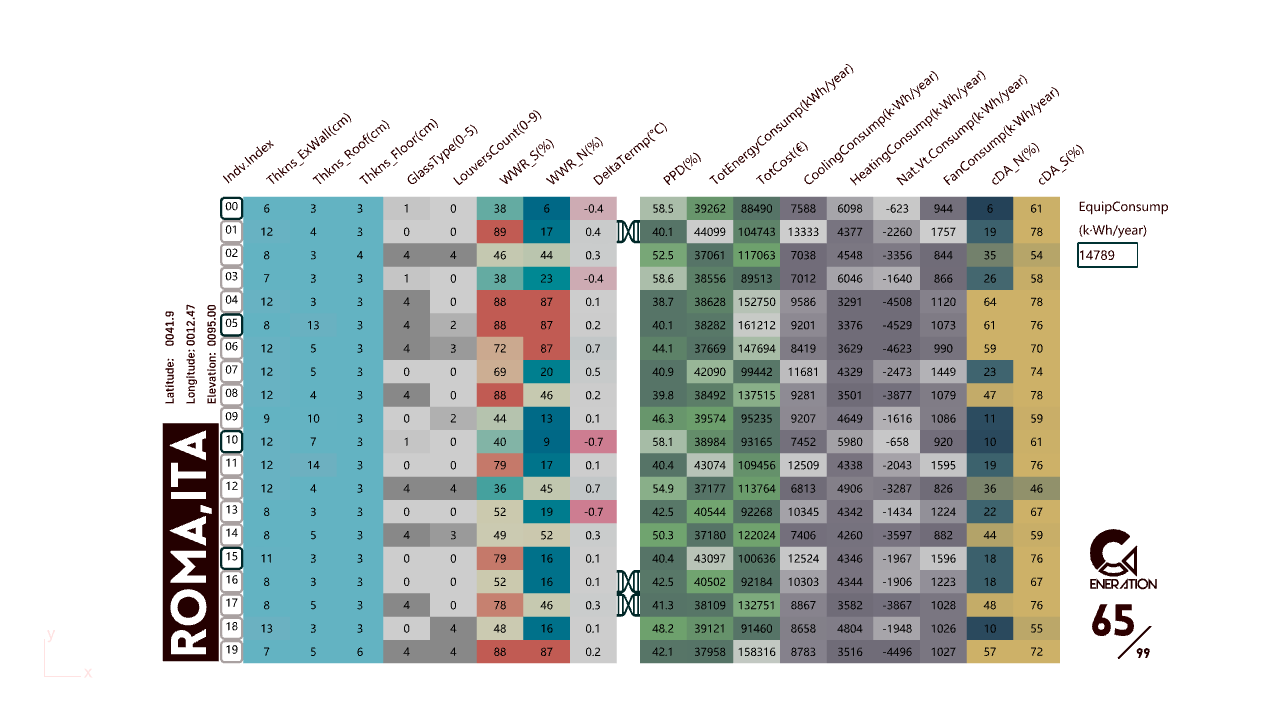 Indv.Index Thkns_ExWall(cm) Thkns_Roof(cm) Thkns_Floor(cm) GlassType(0-5) LouversCount(0-9) WWR_S(%) WWR_N(%) DeltaTermp(°C) PPD(%) TotEnergyConsump(kWh/year) TotCost(€) CoolingConsump(k·Wh/year) HeatingConsump(k·Wh/year) Nat.Vt.Consump(k·Wh/year) FanConsump(k·Wh/year) cDA_N(%) cDA_S(%)
00 6 3 3 1 0 38 6 -0.4 58.5 39262 88490 7588 6098 -623 944 6 61
01 12 4 3 0 0 89 17 0.4 40.1 44099 104743 13333 4377 -2260 1757 19 78
02 8 3 4 4 4 46 44 0.3 52.5 37061 117063 7038 4548 -3356 844 35 54
03 7 3 3 1 0 38 23 -0.4 58.6 38556 89513 7012 6046 -1640 866 26 58
04 12 3 3 4 0 88 87 0.1 38.7 38628 152750 9586 3291 -4508 1120 64 78
05 8 13 3 4 2 88 87 0.2 40.1 38282 161212 9201 3376 -4529 1073 61 76
06 12 5 3 4 3 72 87 0.7 44.1 37669 147694 8419 3629 -4623 990 59 70
07 12 5 3 0 0 69 20 0.5 40.9 42090 99442 11681 4329 -2473 1449 23 74
08 12 4 3 4 0 88 46 0.2 39.8 38492 137515 9281 3501 -3877 1079 47 78
09 9 10 3 0 2 44 13 0.1 46.3 39574 95235 9207 4649 -1616 1086 11 59
10 12 7 3 1 0 40 9 -0.7 58.1 38984 93165 7452 5980 -658 920 10 61
11 12 14 3 0 0 79 17 0.1 40.4 43074 109456 12509 4338 -2043 1595 19 76
12 12 4 3 4 4 36 45 0.7 54.9 37177 113764 6813 4906 -3287 826 36 46
13 8 3 3 0 0 52 19 -0.7 42.5 40544 92268 10345 4342 -1434 1224 22 67
14 8 5 3 4 3 49 52 0.3 50.3 37180 122024 7406 4260 -3597 882 44 59
15 11 3 3 0 0 79 16 0.1 40.4 43097 100636 12524 4346 -1967 1596 18 76
16 8 3 3 0 0 52 16 0.1 42.5 40502 92184 10303 4344 -1906 1223 18 67
17 8 5 3 4 0 78 46 0.3 41.3 38109 132751 8867 3582 -3867 1028 48 76
18 13 3 3 0 4 48 16 0.1 48.2 39121 91460 8658 4804 -1948 1026 10 55
19 7 5 6 4 4 88 87 0.2 42.1 37958 158316 8783 3516 -4496 1027 57 72
EquipConsump
(k·Wh/year)
14789
Latitude: 0041.9
Longitude: 0012.47
Elevation: 0095.00
ROMA,ITA
ENERATION
65/99
y
x